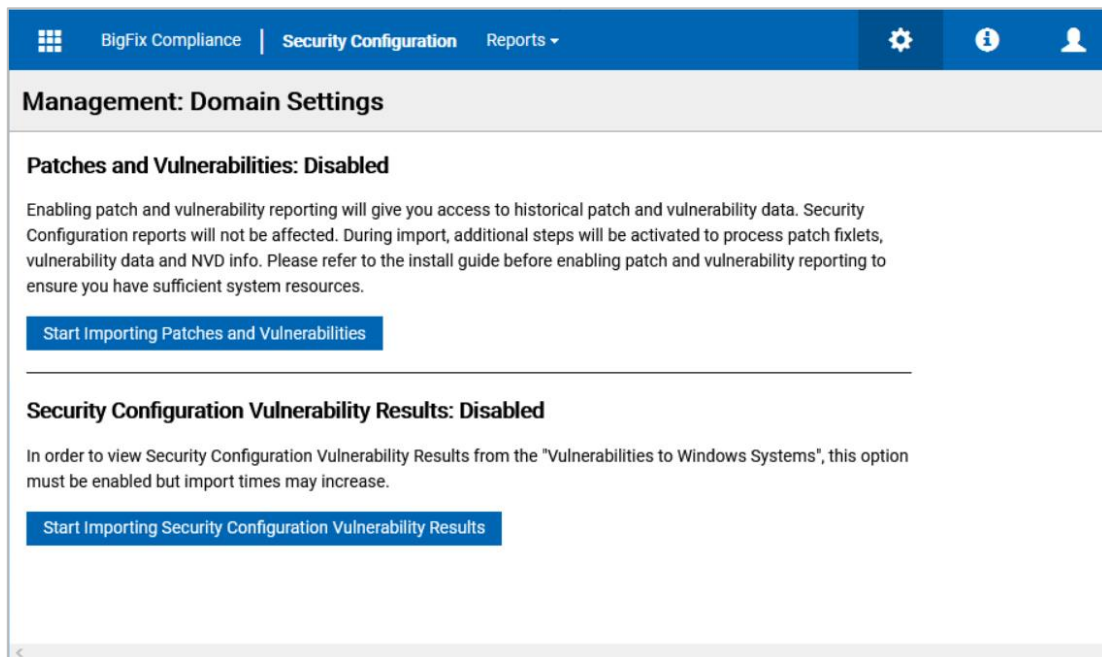 BigFix Compliance | Security Configuration Reports
Management: Domain Settings
Patches and Vulnerabilities: Disabled
Enabling patch and vulnerability reporting will give you access to historical patch and vulnerability data. Security
Configuration reports will not be affected. During import, additional steps will be activated to process patch fixlets,
vulnerability data and NVD info. Please refer to the install guide before enabling patch and vulnerability reporting to
ensure you have sufficient system resources.
Start Importing Patches and Vulnerabilities
Security Configuration Vulnerability Results: Disabled
In order to view Security Configuration Vulnerability Results from the "Vulnerabilities to Windows Systems", this option
must be enabled but import times may increase.
Start Importing Security Configuration Vulnerability Results